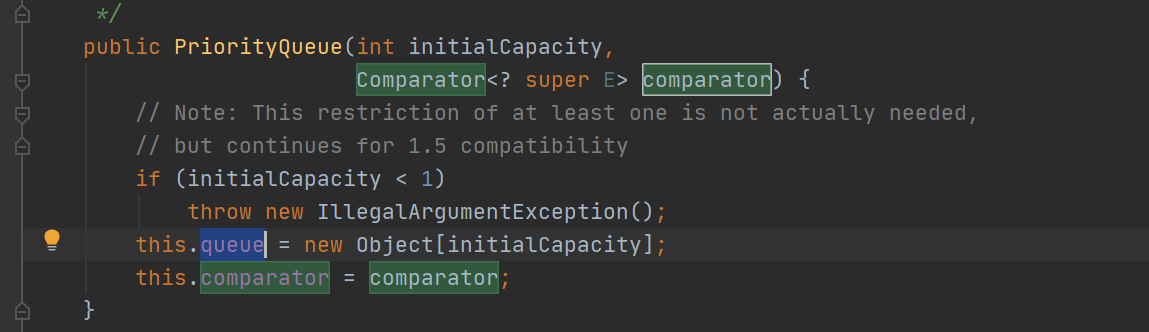 */
public PriorityQueue(int initialCapacity,
Comparator<? super E> comparator) {
// Note: This restriction of at least one is not actually needed,
// but continues for 1.5 compatibility
if (initialCapacity < 1)
throw new IllegalArgumentException();
this.queue = new Object[initialCapacity];
this.comparator = comparator;
}